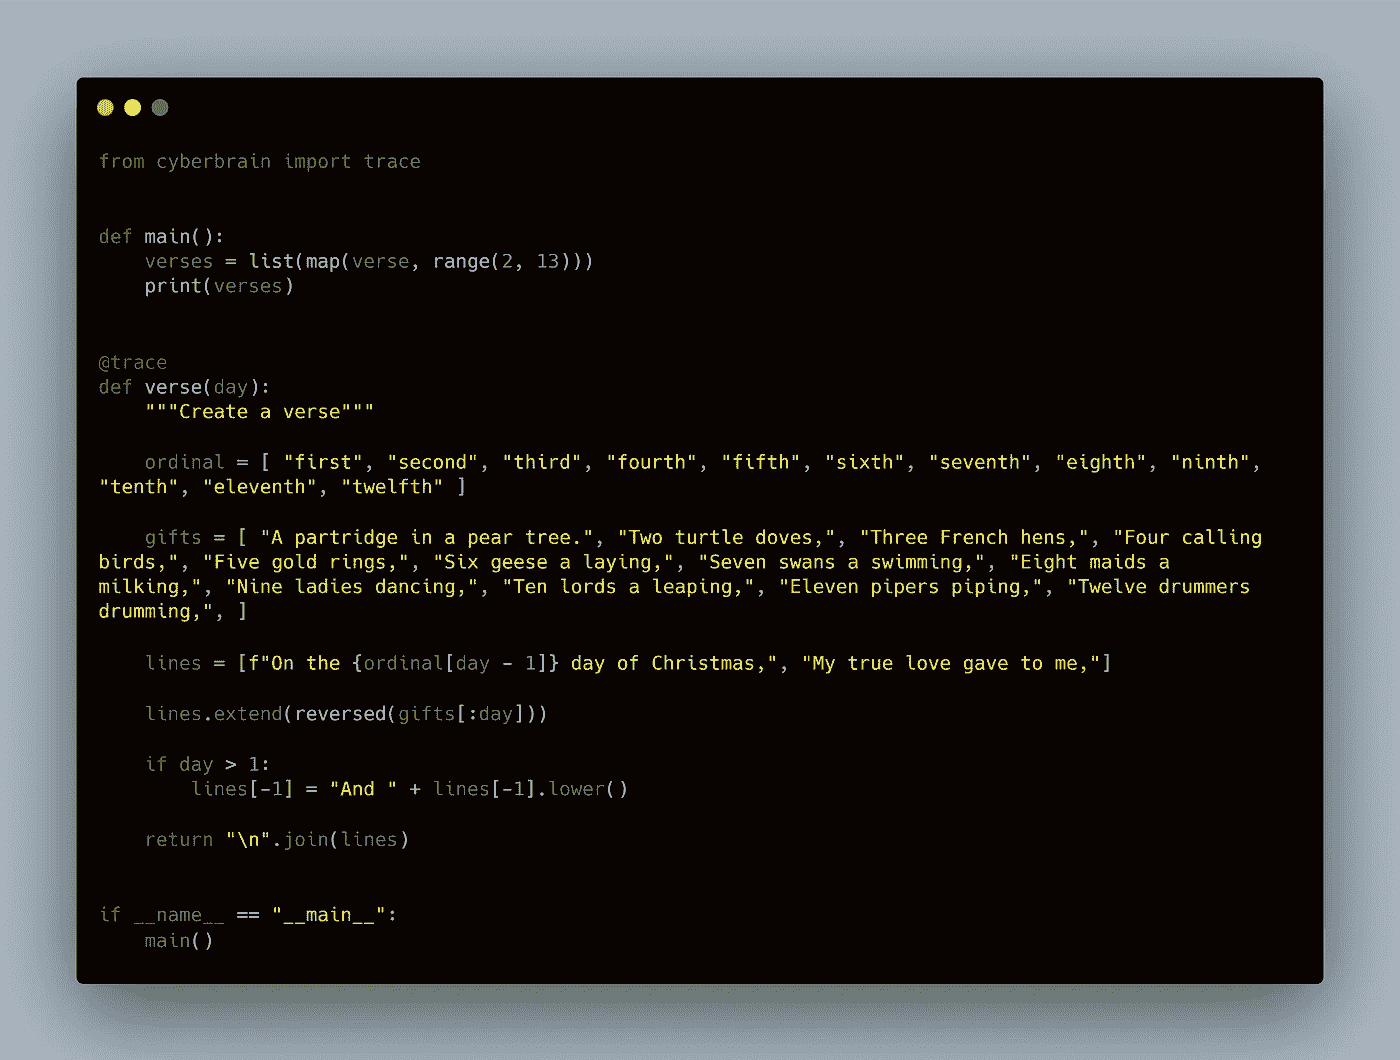 from cyberbrain import trace
def main():
    verses = list(map(verse, range(2, 13)))
    print(verses)
@trace
def verse(day):
    """Create a verse"""
    ordinal = [ "first", "second", "third", "fourth", "fifth", "sixth", "seventh", "eighth", "ninth",
"tenth", "eleventh", "twelfth" ]
    gifts = [ "A partridge in a pear tree.", "Two turtle doves,", "Three French hens,", "Four calling
birds,", "Five gold rings,", "Six geese a laying,", "Seven swans a swimming,", "Eight maids a
milking,", "Nine ladies dancing,", "Ten lords a leaping,", "Eleven pipers piping,", "Twelve drummers
drumming,", ]
    lines = [f"On the {ordinal[day - 1]} day of Christmas,", "My true love gave to me,"]
    lines.extend(reversed(gifts[:day]))
    if day > 1:
        lines[-1] = "And " + lines[-1].lower()
    return "\n".join(lines)
if __name__ == "__main__":
    main()